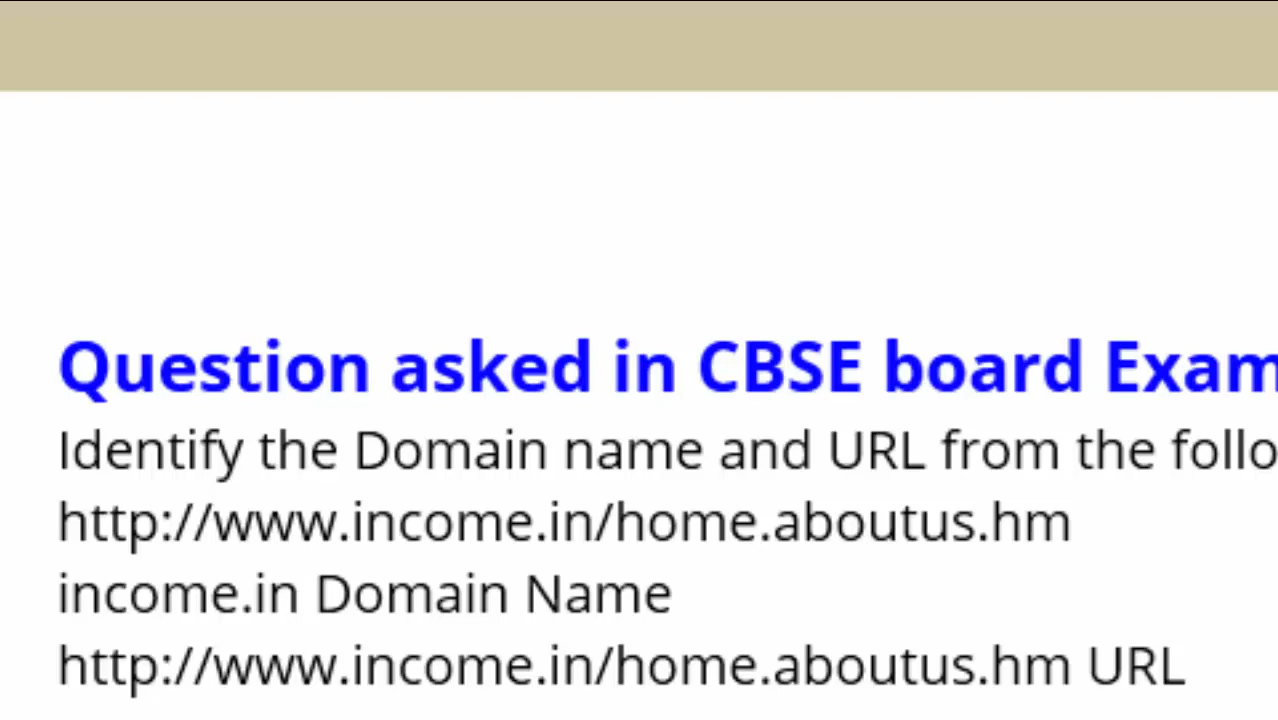 Question asked in CBSE board Exam
Identify the Domain name and URL from the follo
http://www.income.in/home.aboutus.hm
income.in Domain Name
http://www.income.in/home.aboutus.hm URL